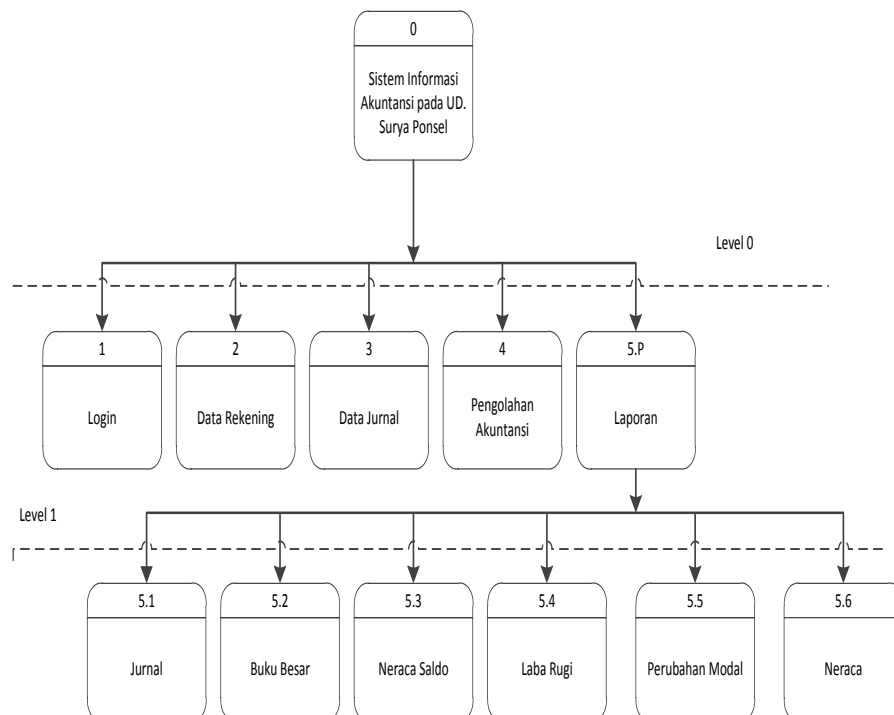 0
Sistem Informasi
Akuntansi pada UD.
Surya Ponsel
Level 0
1
Login
2
Data Rekening
3
Data Jurnal
4
Pengolahan
Akuntansi
5.P
Laporan
Level 1
5.1
Jurnal
5.2
Buku Besar
5.3
Neraca Saldo
5.4
Laba Rugi
5.5
Perubahan Modal
5.6
Neraca